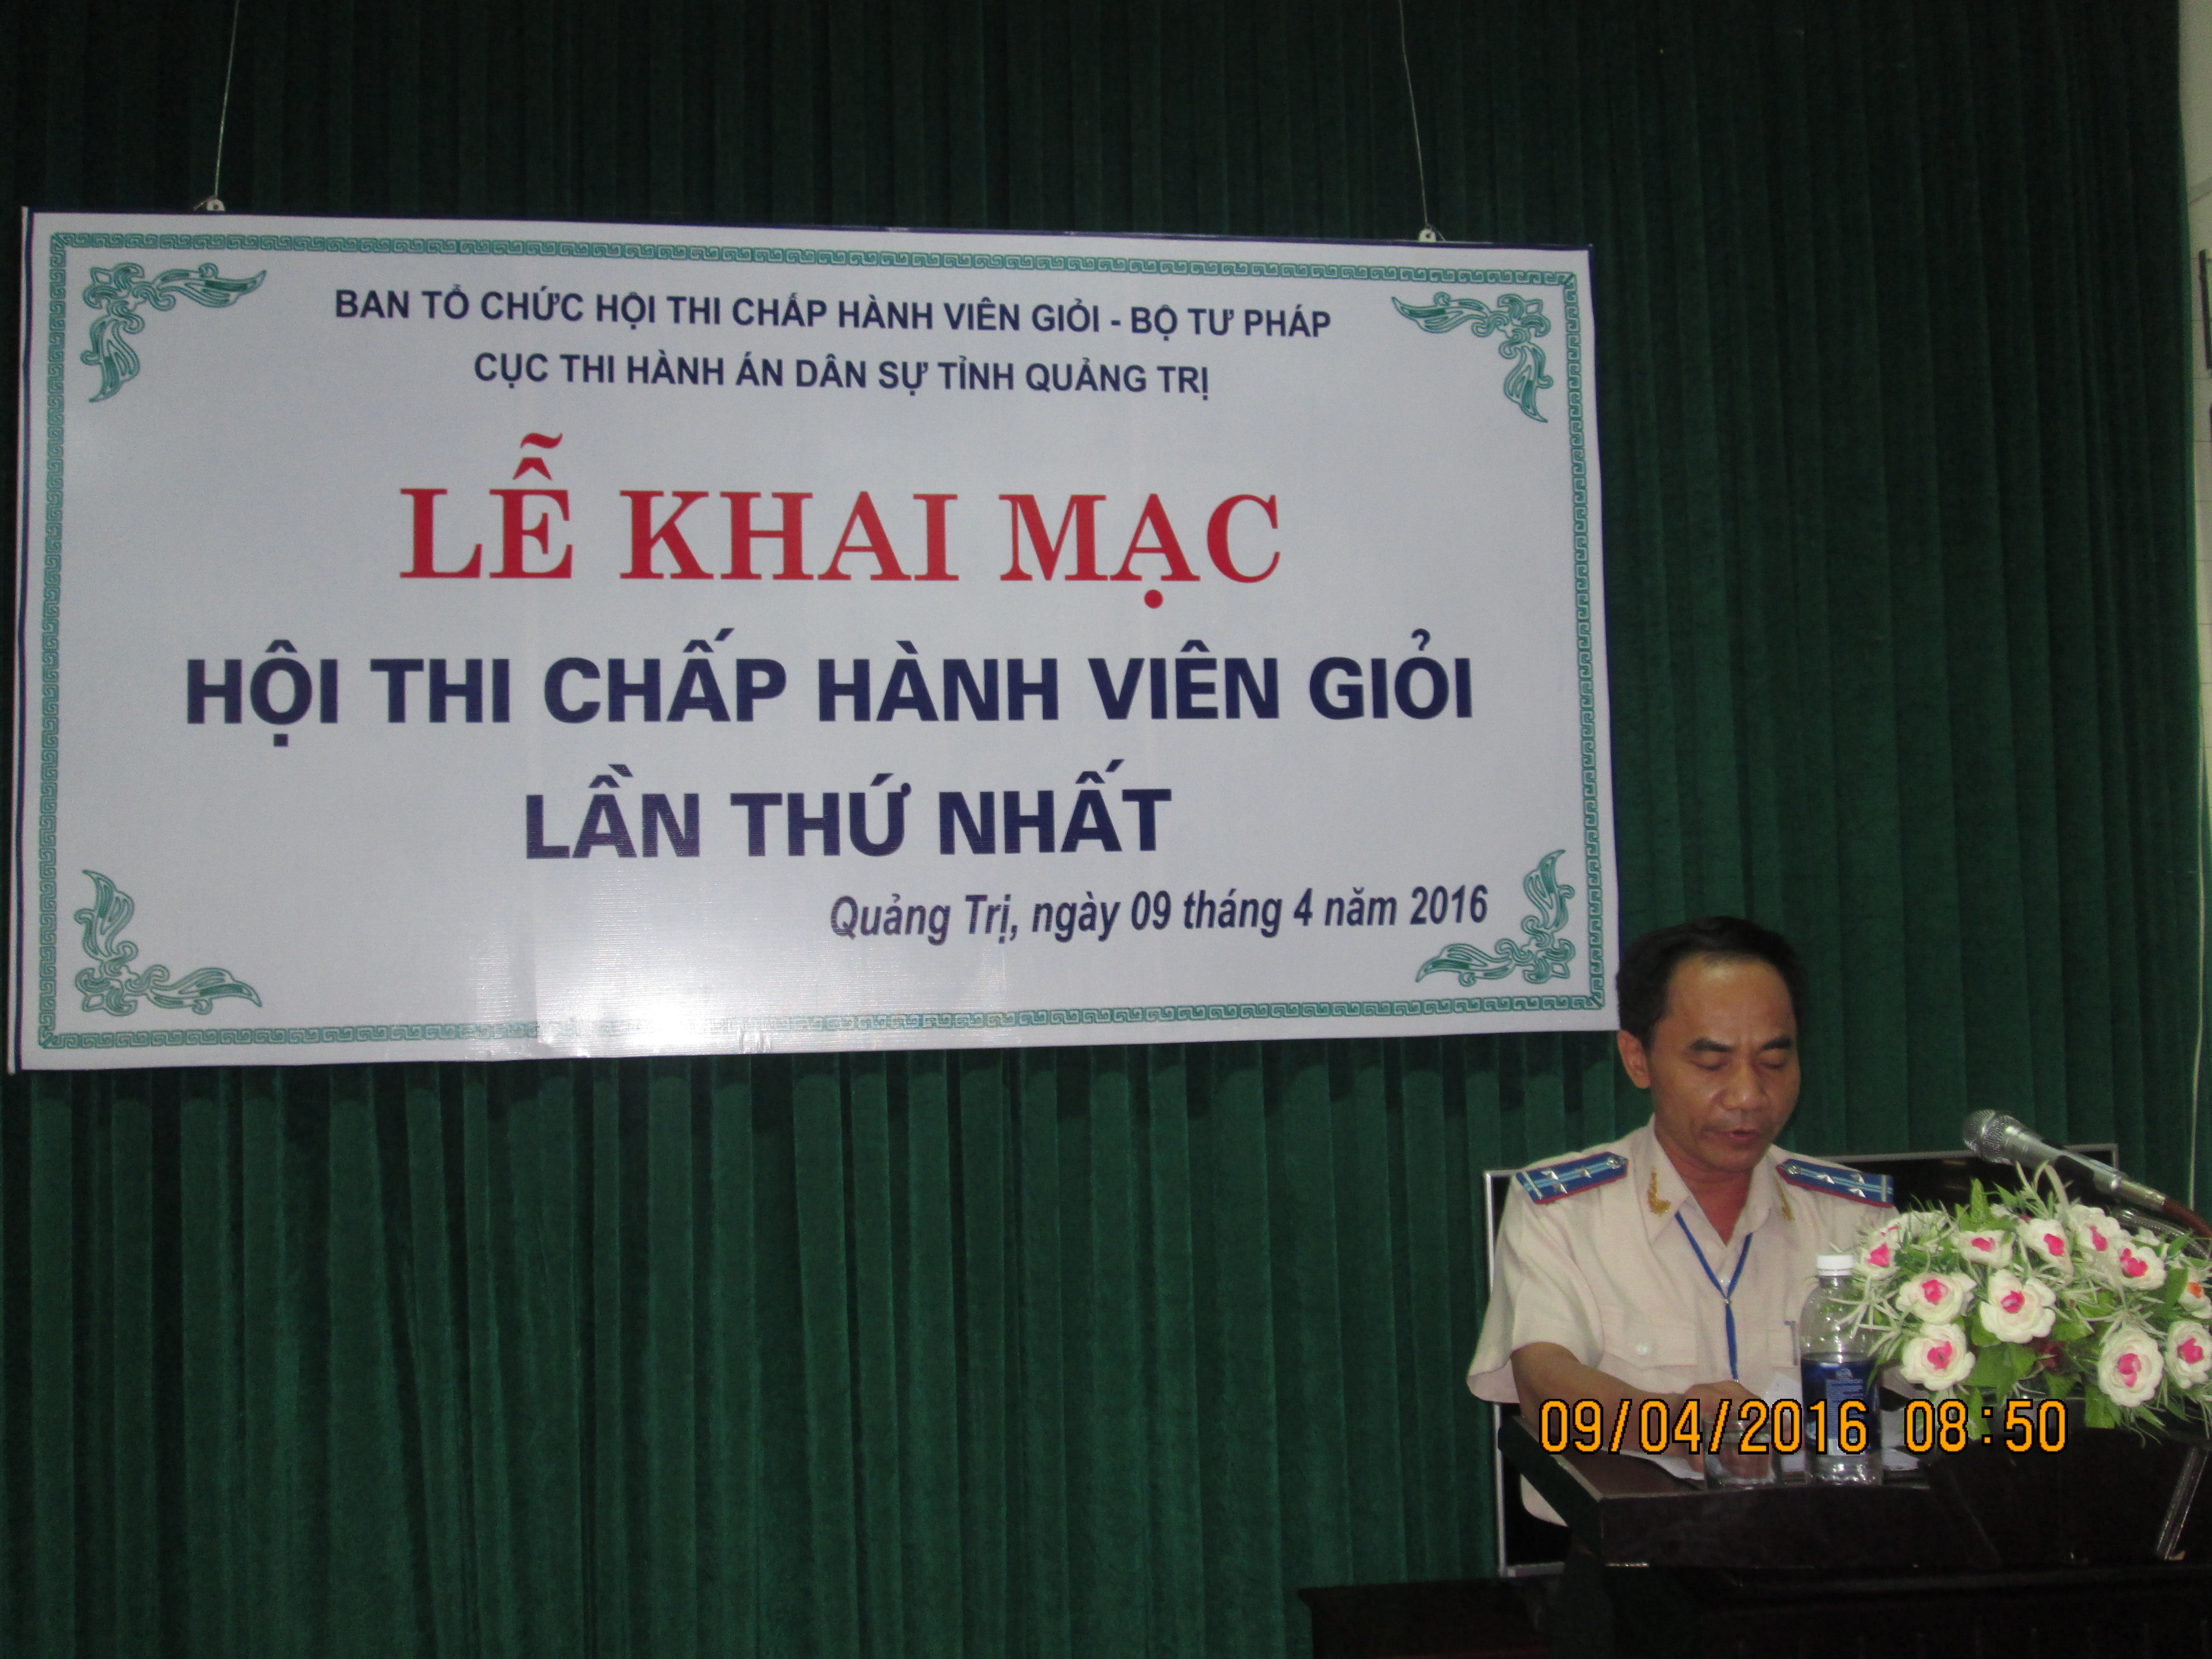 BAN TỔ CHỨC HỘI THI CHẤP HÀNH VIÊN GIỎI - BỘ TƯ PHÁP
CỤC THI HÀNH ÁN DÂN SỰ TỈNH QUẢNG TRỊ
LỄ KHAI MẠC
HỘI THI CHẤP HÀNH VIÊN GIỎI
LẦN THỨ NHẤT
Quảng Trị, ngày 09 tháng 4 năm 2016
09/04/2016 08:50